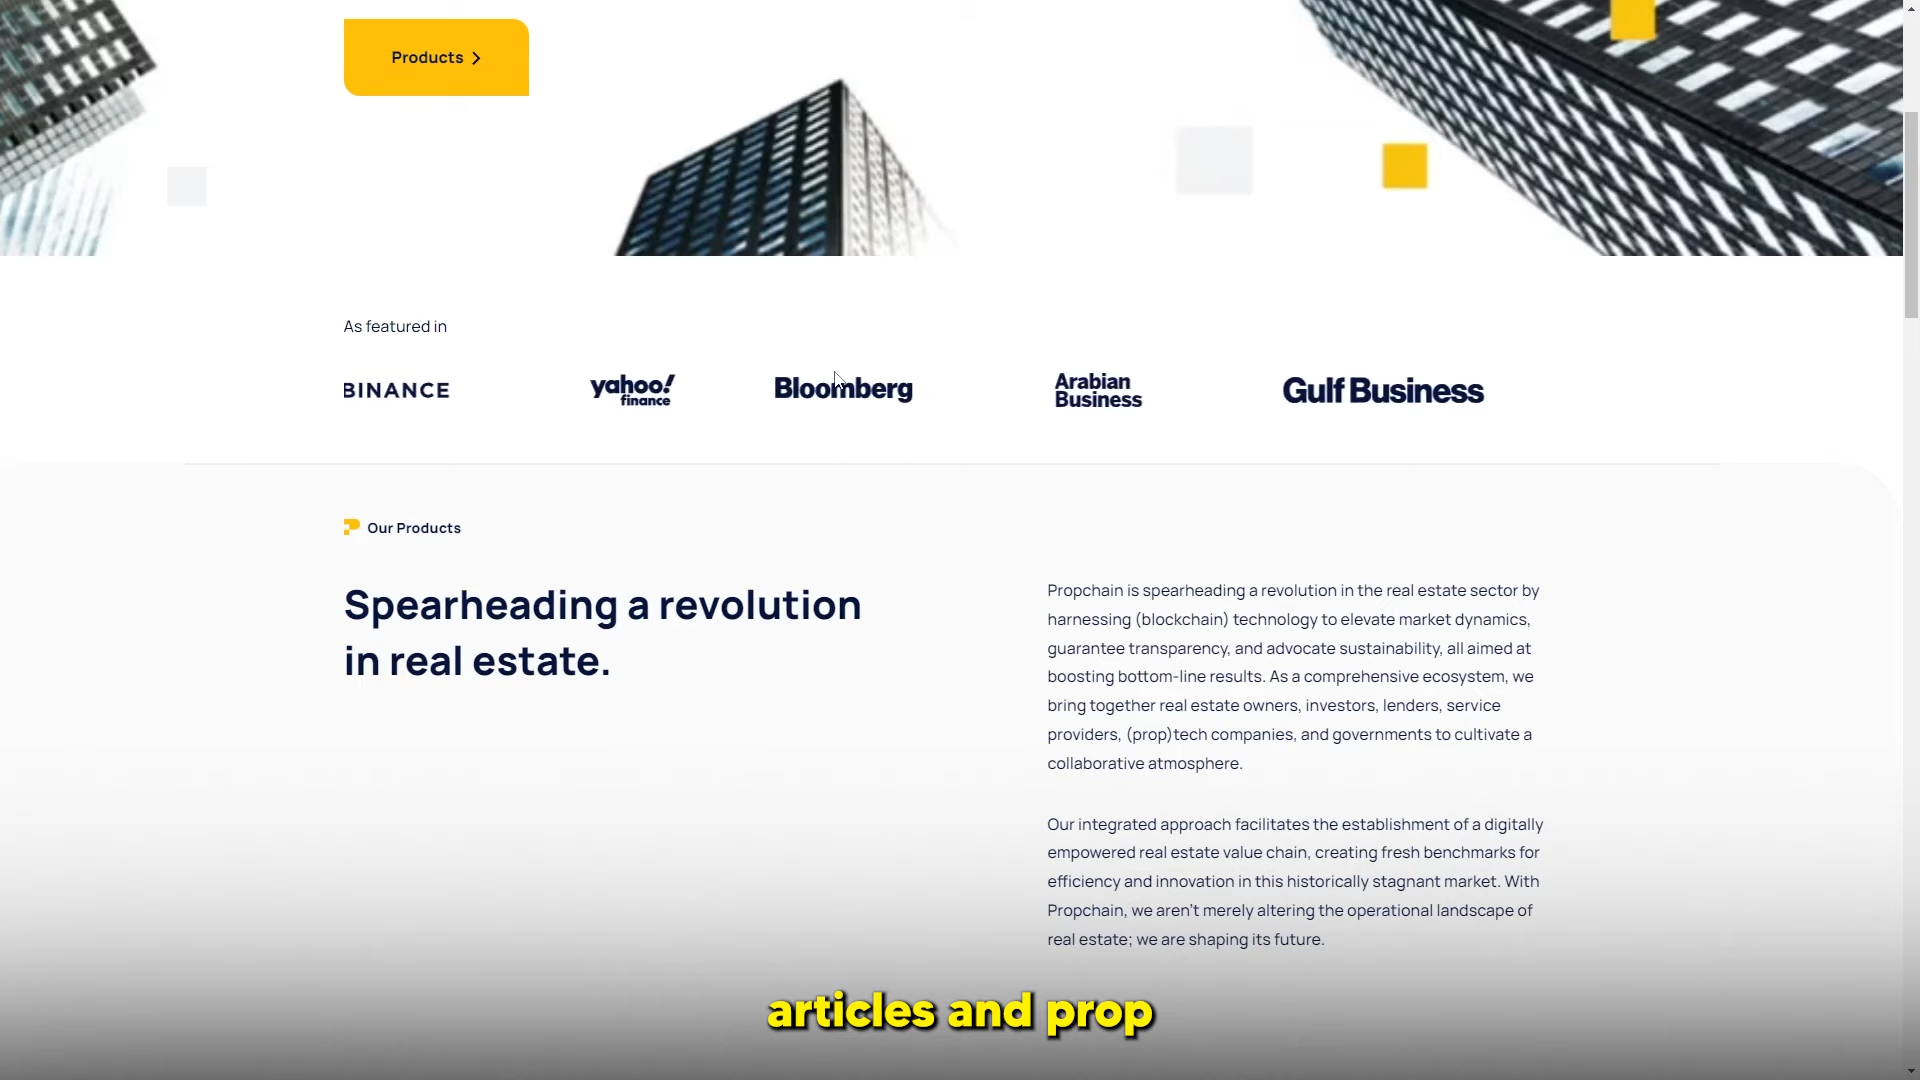 Products
As featured in
BINANCE
yahoo!
finance
Bloomberg
Arabian
Business
Gulf Business
Our Products
Spearheading a revolution
in real estate.
Propchain is spearheading a revolution in the real estate sector by
harnessing (blockchain) technology to elevate market dynamics,
guarantee transparency, and advocate sustainability, all aimed at
boosting bottom-line results. As a comprehensive ecosystem, we
bring together real estate owners, investors, lenders, service
providers, (prop)tech companies, and governments to cultivate a
collaborative atmosphere.
Our integrated approach facilitates the establishment of a digitally
empowered real estate value chain, creating fresh benchmarks for
efficiency and innovation in this historically stagnant market. With
Propchain, we aren't merely altering the operational landscape of
real estate; we are shaping its future.
articles and prop